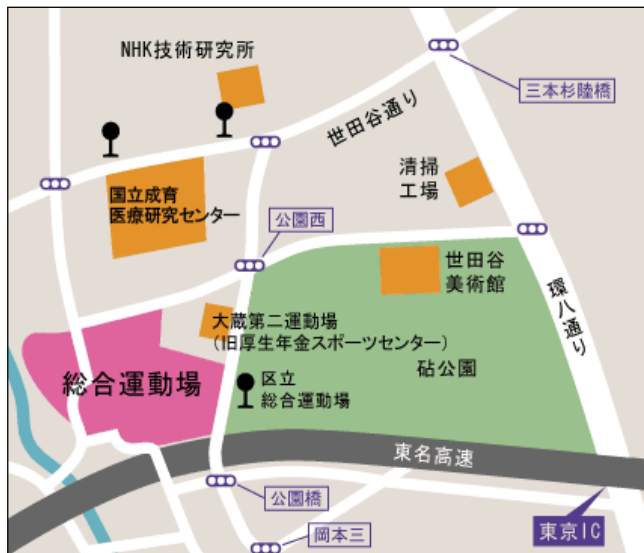 NHK技術研究所
三本杉陸橋
世田谷通り
清掃
工場
国立成育
医療研究センター
公園西
世田谷
美術館
環八通り
大蔵第二運動場
（旧厚生年金スポーツセンター）
砧公園
総合運動場
区立
総合運動場
東名高速
公園橋
東京IC
岡本三